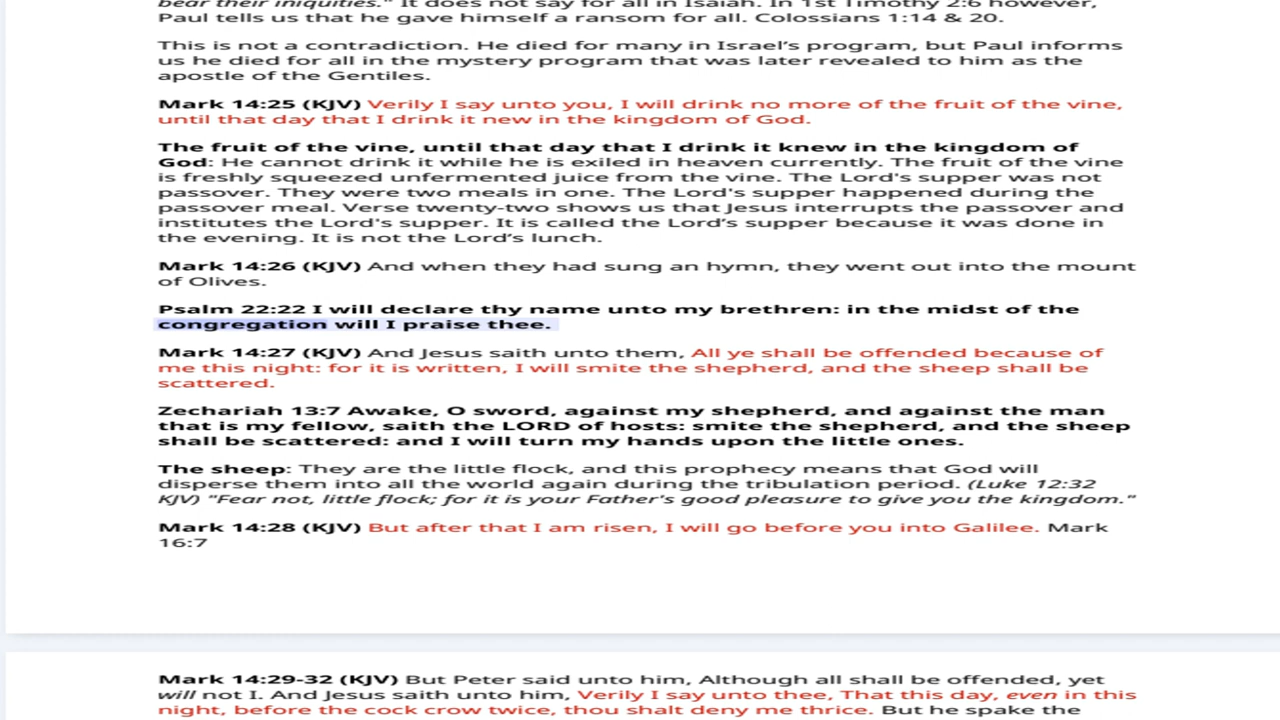 bear their iniquities." It does not say for all in Isaiah. In 1st Timothy 2:6 however,
Paul tells us that he gave himself a ransom for all. Colossians 1:14 & 20.
This is not a contradiction. He died for many in Israel's program, but Paul informs
us he died for all in the mystery program that was later revealed to him as the
apostle of the Gentiles.
Mark 14:25 (KJV) Verily I say unto you, I will drink no more of the fruit of the vine,
until that day that I drink it new in the kingdom of God.
The fruit of the vine, until that day that I drink it knew in the kingdom of
God: He cannot drink it while he is exiled in heaven currently. The fruit of the vine
is freshly squeezed unfermented juice from the vine. The Lord's supper was not
passover. They were two meals in one. The Lord's supper happened during the
passover meal. Verse twenty-two shows us that Jesus interrupts the passover and
institutes the Lord's supper. It is called the Lord's supper because it was done in
the evening. It is not the Lord's lunch.
Mark 14:26 (KJV) And when they had sung an hymn, they went out into the mount
of Olives.
Psalm 22:22 I will declare thy name unto my brethren: in the midst of the
congregation will I praise thee.
Mark 14:27 (KJV) And Jesus saith unto them, All ye shall be offended because of
me this night: for it is written, I will smite the shepherd, and the sheep shall be
scattered.
Zechariah 13:7 Awake, O sword, against my shepherd, and against the man
that is my fellow, saith the LORD of hosts: smite the shepherd, and the sheep
shall be scattered: and I will turn my hands upon the little ones.
The sheep: They are the little flock, and this prophecy means that God will
disperse them into all the world again during the tribulation period. (Luke 12:32
KJV) "Fear not, little flock; for it is your Father's good pleasure to give you the kingdom."
Mark 14:28 (KJV) But after that I am risen, I will go before you into Galilee. Mark
16:7
Mark 14:29-32 (KJV) But Peter said unto him, Although all shall be offended, yet
will not I. And Jesus saith unto him, Verily I say unto thee, That this day, even in this
night, before the cock crow twice, thou shalt deny me thrice. But he spake the